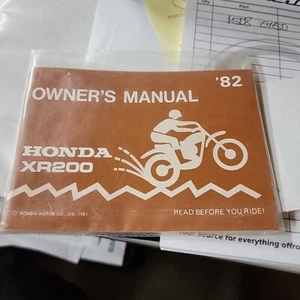 OWNER'S MANUAL
'82
HONDA
XR200
© HONDA MOTOR CO., LTD. 1981
READ BEFORE YOU RIDE!
source for everything offro